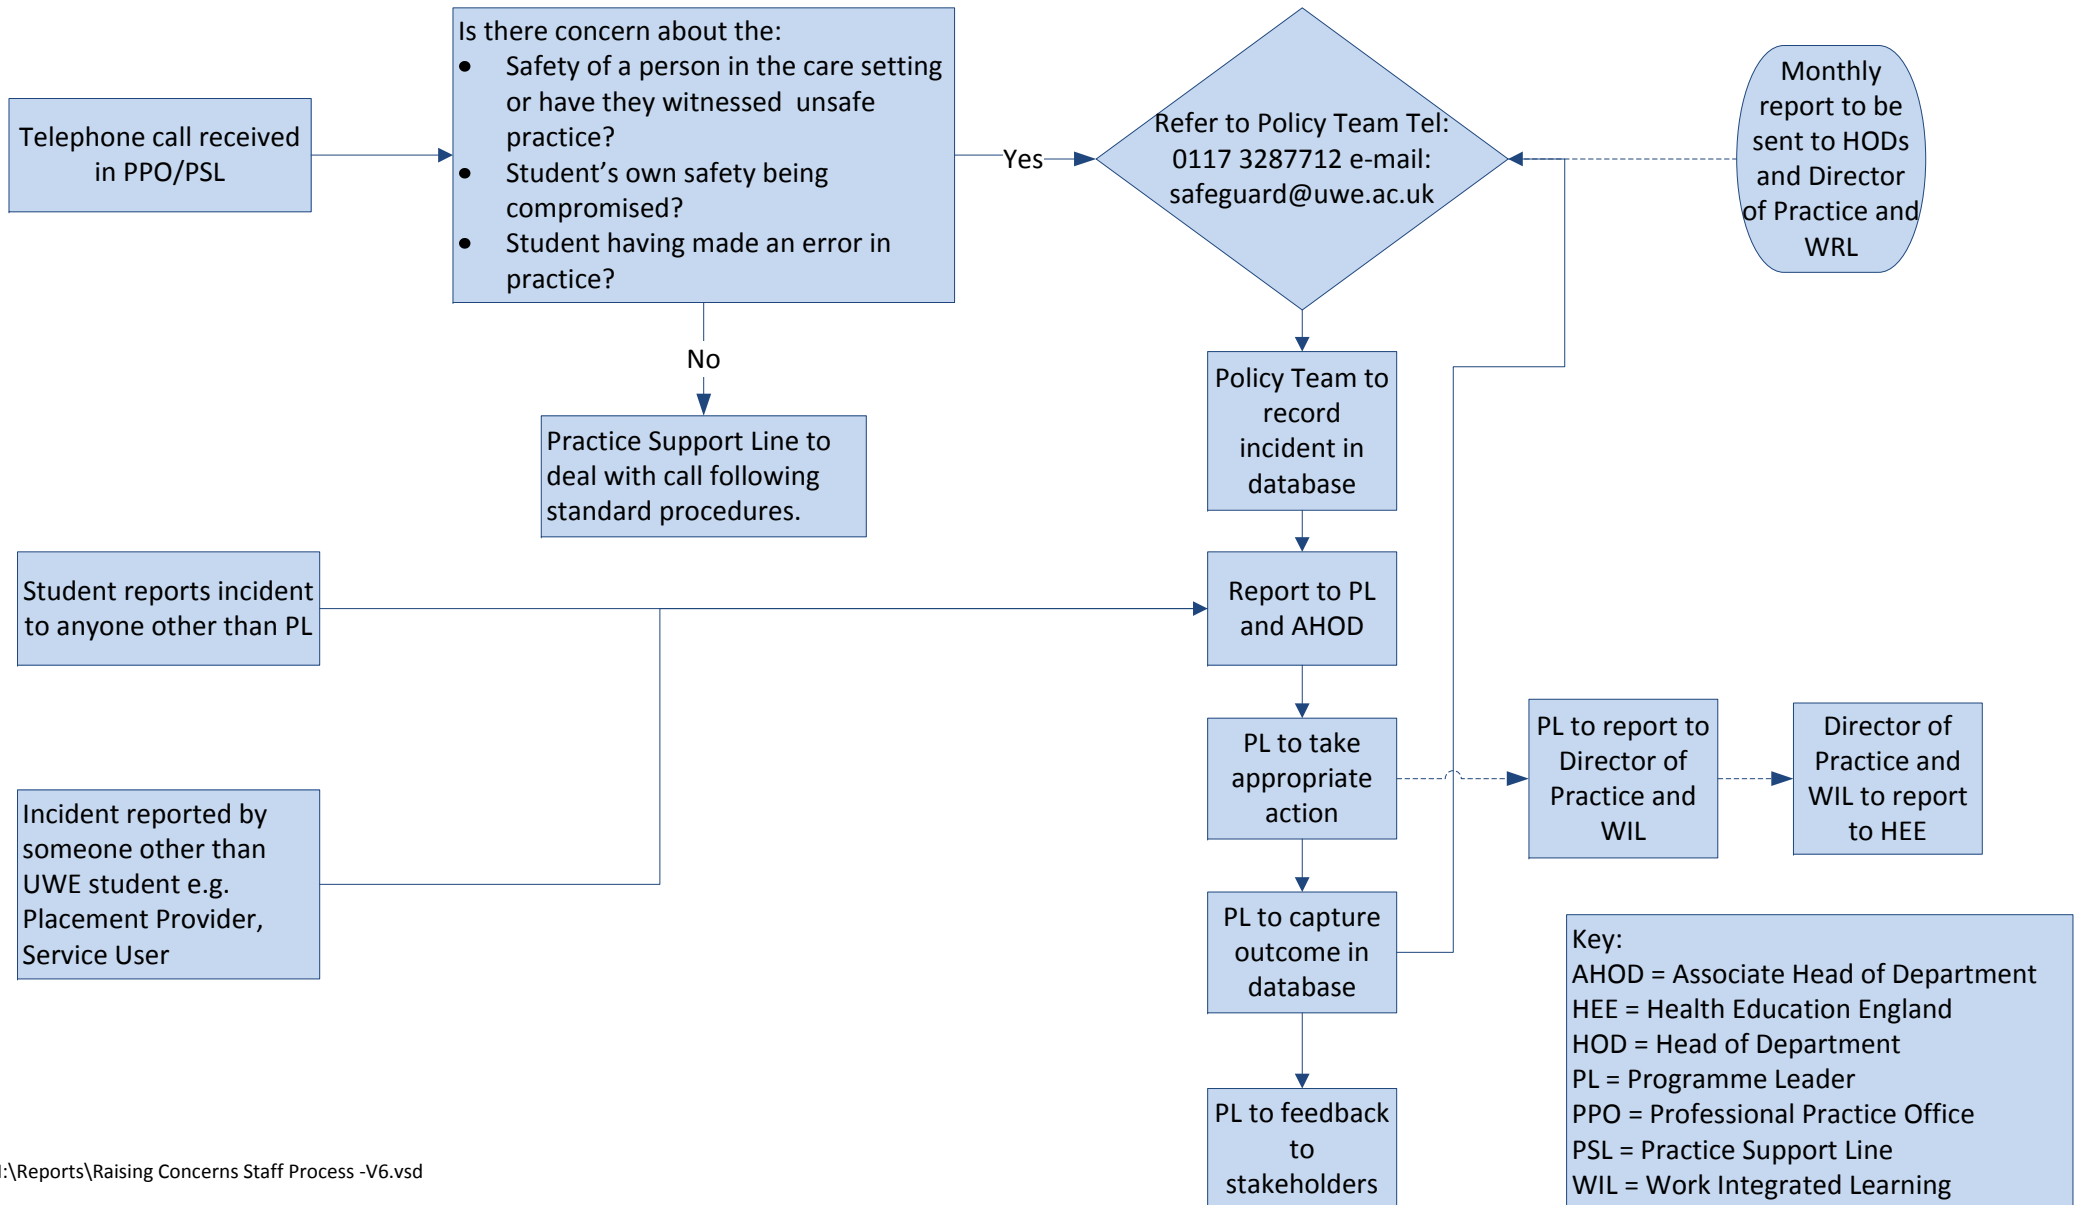 Telephone call received
in PPO/PSL
Is there concern about the:
• Safety of a person in the care setting
or have they witnessed unsafe
practice?
• Student’s own safety being
compromised?
• Student having made an error in
practice?
Yes
Refer to Policy Team Tel:
0117 3287712 e-mail:
safeguard@uwe.ac.uk
Monthly
report to be
sent to HODs
and Director
of Practice and
WRL
No
Practice Support Line to
deal with call following
standard procedures.
Policy Team to
record
incident in
database
Student reports incident
to anyone other than PL
Report to PL
and AHOD
Incident reported by
someone other than
UWE student e.g.
Placement Provider,
Service User
PL to take
appropriate
action
PL to report to
Director of
Practice and
WIL
Director of
Practice and
WIL to report
to HEE
PL to capture
outcome in
database
PL to feedback
to
stakeholders
Key:
AHOD = Associate Head of Department
HEE = Health Education England
HOD = Head of Department
PL = Programme Leader
PPO = Professional Practice Office
PSL = Practice Support Line
WIL = Work Integrated Learning
:\Reports\Raising Concerns Staff Process -V6.vsd